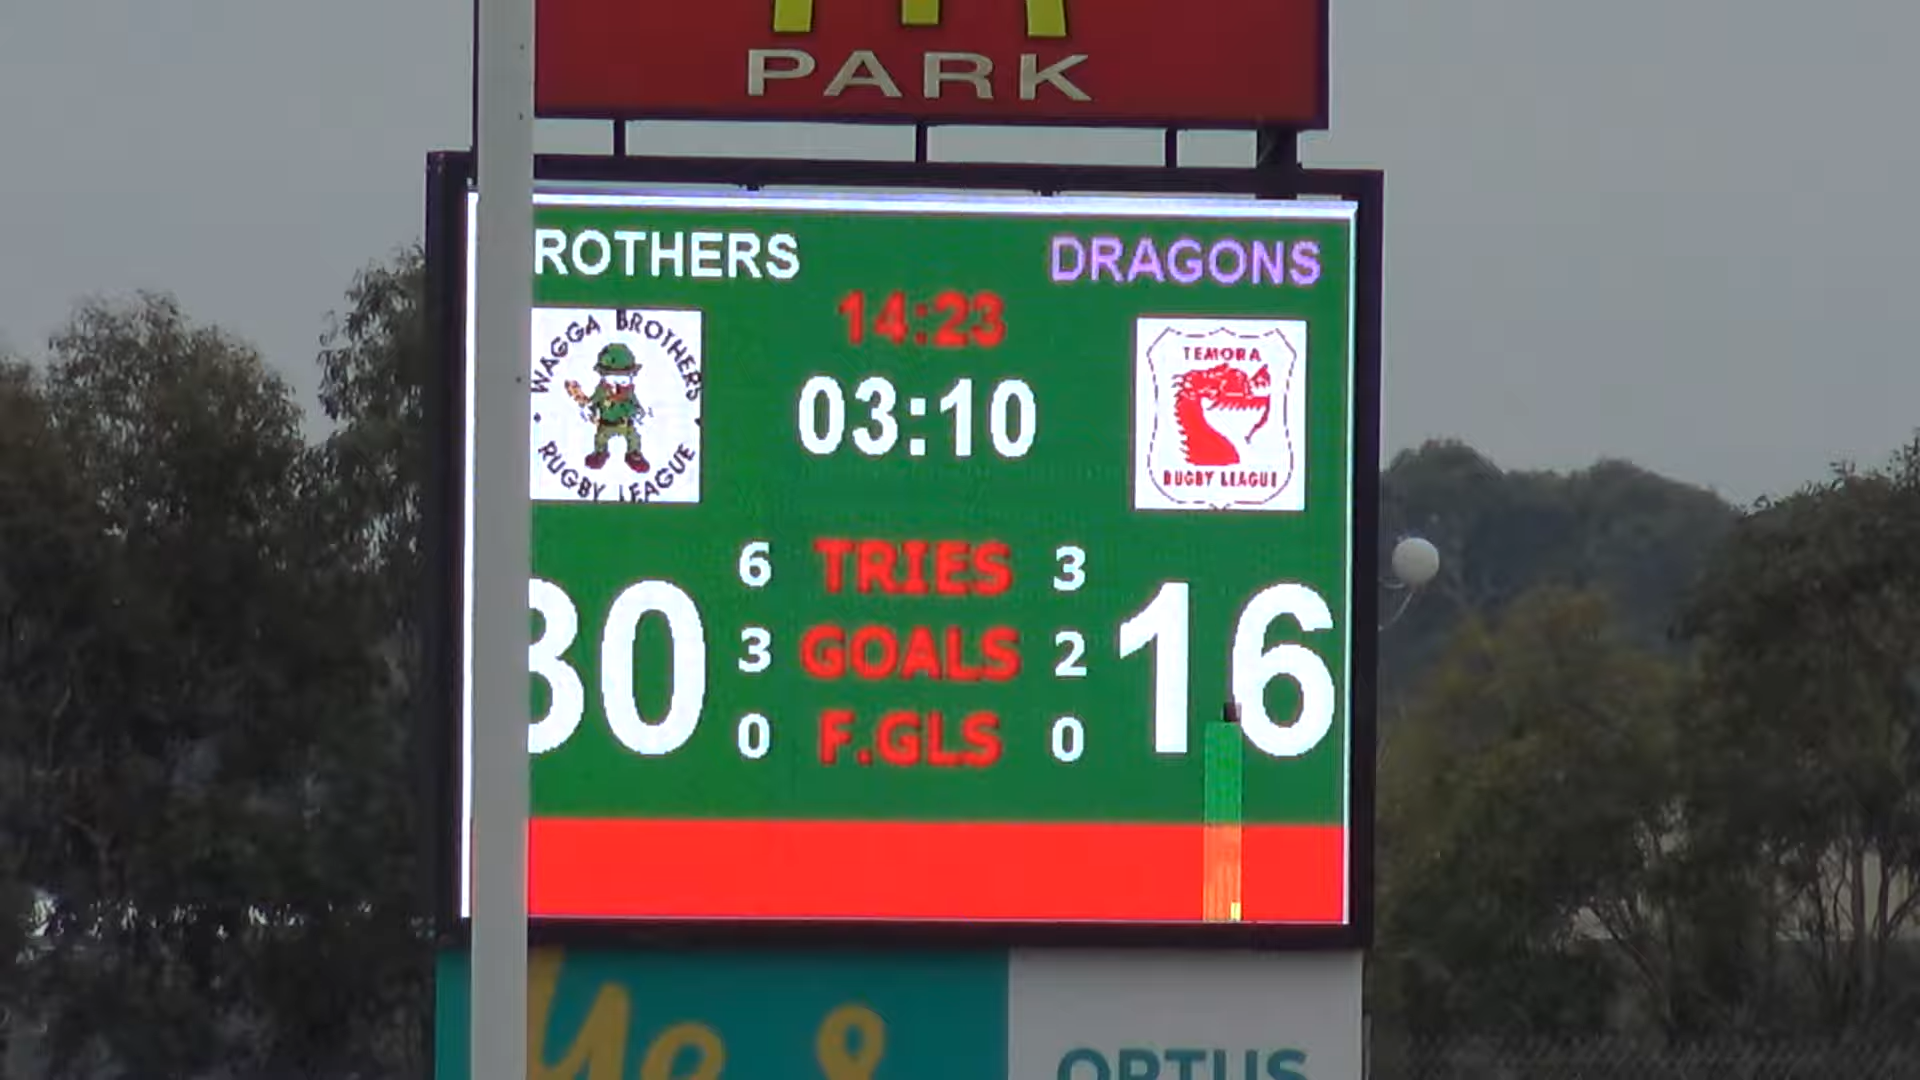 PARK
ROTHERS DRAGONS
14:23
WAGGA BROTHERS
RUGBY LEAGUE
03:10
TEMORA
RUGBY LEAGUE
6 TRIES 3
30 16
3 GOALS 2
0 F.GLS 0
&
OPTUS